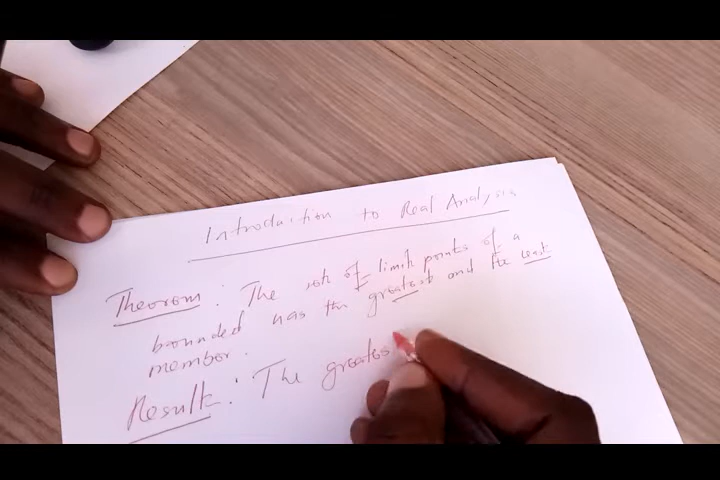 Introduction to Real Analysis
Theorem : The set of limit points of a
bounded has the greatest and the least
member.
Result : The greates